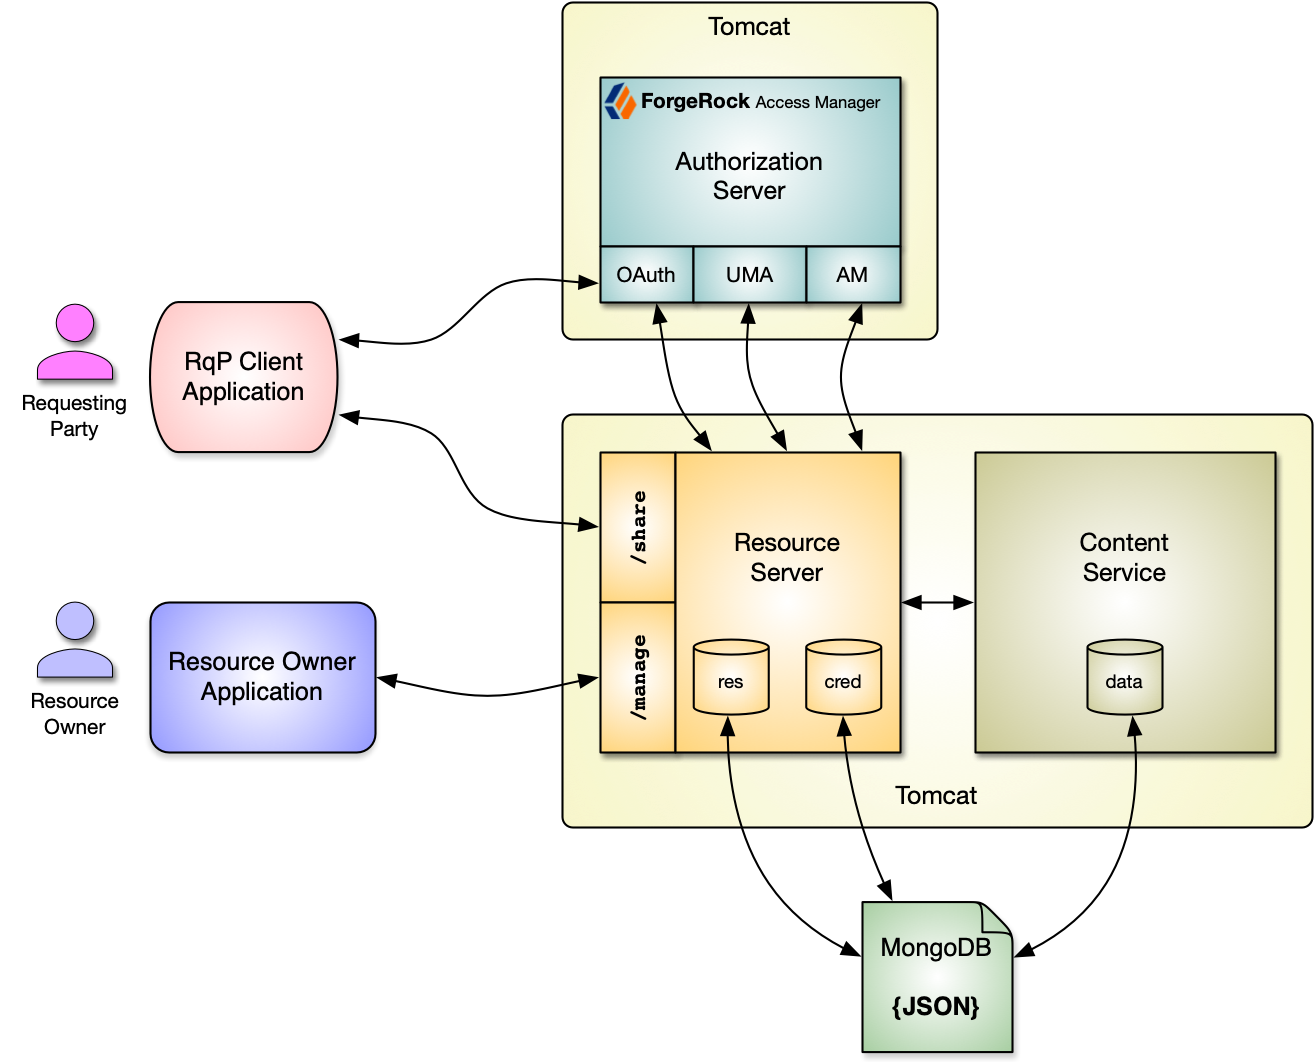 Tomcat
ForgeRock Access Manager
Authorization
Server
OAuth
UMA
AM
RqP Client
Application
Requesting
Party
/share
Resource
Server
Content
Service
/manage
res
cred
data
Resource Owner
Application
Resource
Owner
Tomcat
MongoDB
{JSON}